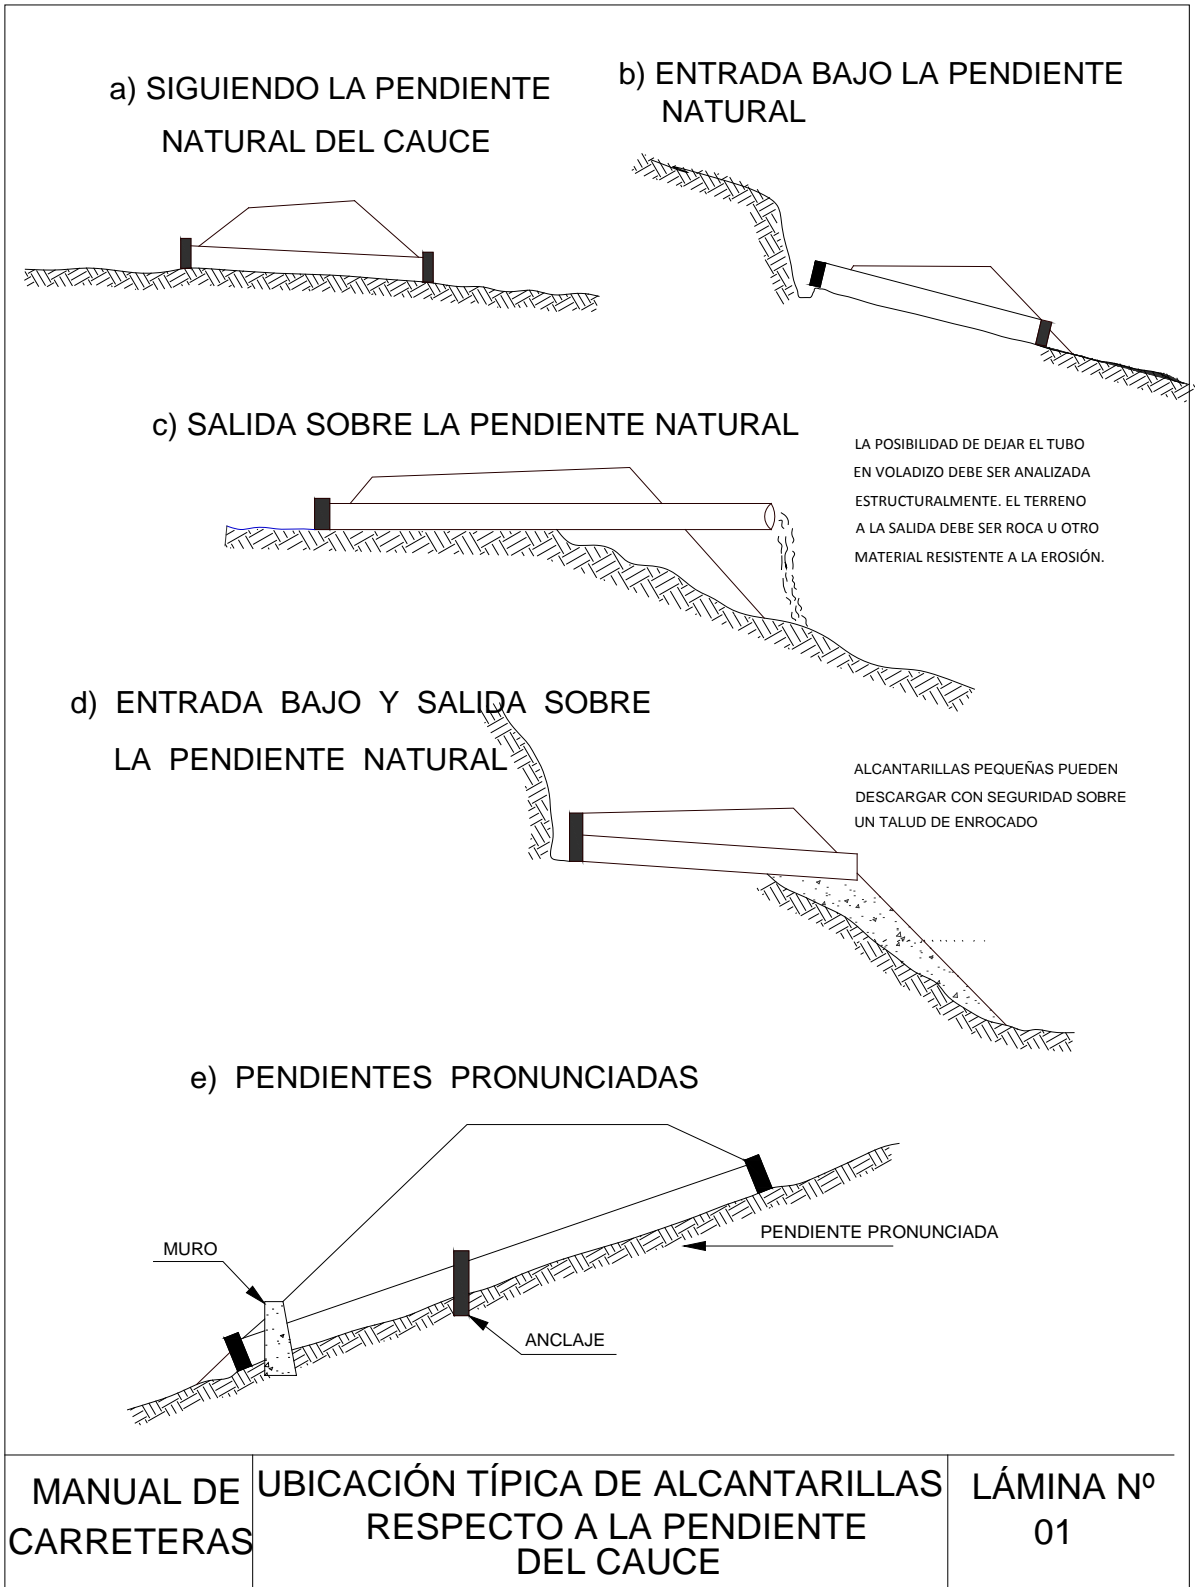 a) SIGUIENDO LA PENDIENTE
NATURAL DEL CAUCE
b) ENTRADA BAJO LA PENDIENTE
NATURAL
c) SALIDA SOBRE LA PENDIENTE NATURAL
LA POSIBILIDAD DE DEJAR EL TUBO
EN VOLADIZO DEBE SER ANALIZADA
ESTRUCTURALMENTE. EL TERRENO
A LA SALIDA DEBE SER ROCA U OTRO
MATERIAL RESISTENTE A LA EROSIÓN.
d) ENTRADA BAJO Y SALIDA SOBRE
LA PENDIENTE NATURAL
ALCANTARILLAS PEQUEÑAS PUEDEN
DESCARGAR CON SEGURIDAD SOBRE
UN TALUD DE ENROCADO
e) PENDIENTES PRONUNCIADAS
MURO
PENDIENTE PRONUNCIADA
ANCLAJE
MANUAL DE
CARRETERAS
UBICACIÓN TÍPICA DE ALCANTARILLAS
RESPECTO A LA PENDIENTE
DEL CAUCE
LÁMINA Nº
01